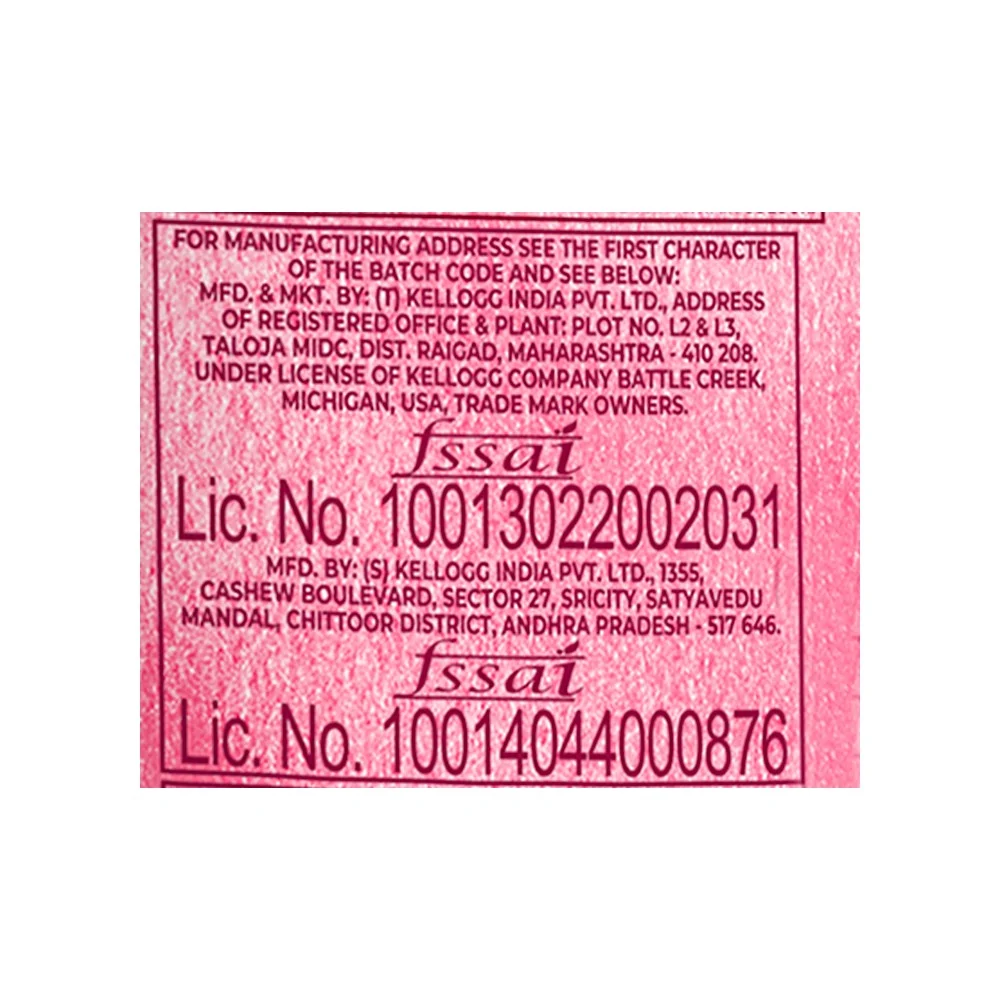 FOR MANUFACTURING ADDRESS SEE THE FIRST CHARACTER
OF THE BATCH CODE AND SEE BELOW:
MFD. & MKT. BY: (T) KELLOGG INDIA PVT. LTD., ADDRESS
OF REGISTERED OFFICE & PLANT: PLOT NO. L2 & L3,
TALOJA MIDC, DIST. RAIGAD, MAHARASHTRA - 410 208.
UNDER LICENSE OF KELLOGG COMPANY BATTLE CREEK,
MICHIGAN, USA, TRADE MARK OWNERS.
fssai
Lic. No. 10013022002031
MFD. BY: (S) KELLOGG INDIA PVT. LTD., 1355,
CASHEW BOULEVARD, SECTOR 27, SRICITY, SATYAVEDU
MANDAL, CHITTOOR DISTRICT, ANDHRA PRADESH - 517 646.
fssai
Lic. No. 10014044000876